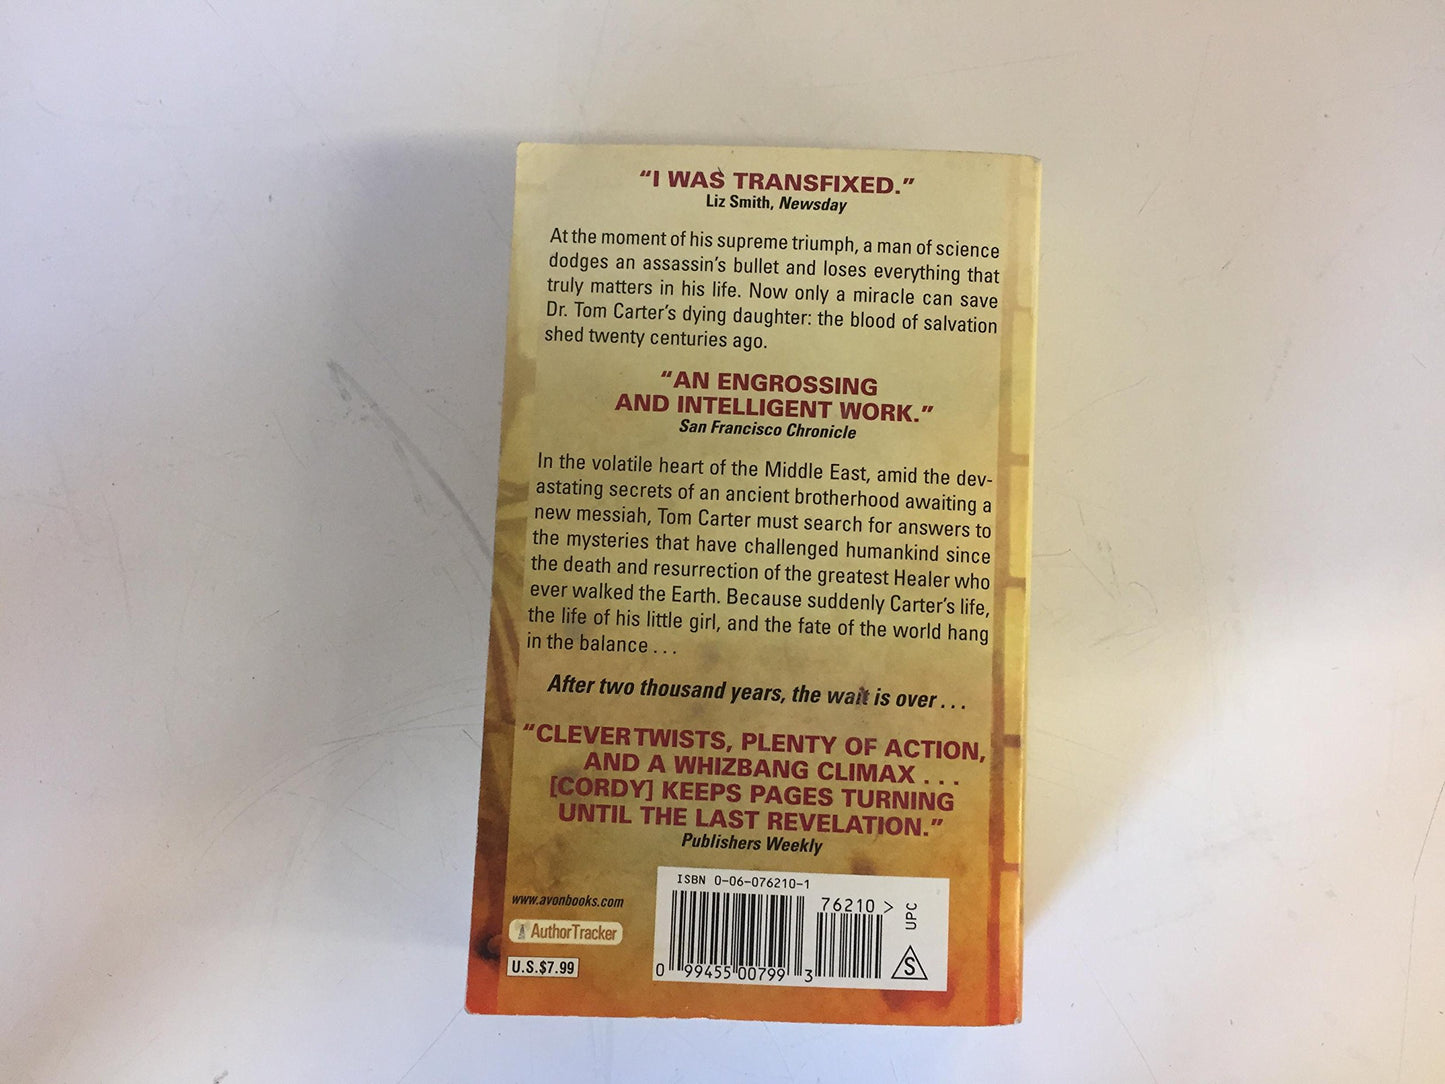 “I WAS TRANSFIXED.”
Liz Smith, Newsday
At the moment of his supreme triumph, a man of science
dodges an assassin’s bullet and loses everything that
truly matters in his life. Now only a miracle can save
Dr. Tom Carter’s dying daughter: the blood of salvation
shed twenty centuries ago.
“AN ENGROSSING
AND INTELLIGENT WORK.”
San Francisco Chronicle
In the volatile heart of the Middle East, amid the dev-
astating secrets of an ancient brotherhood awaiting a
new messiah, Tom Carter must search for answers to
the mysteries that have challenged humankind since
the death and resurrection of the greatest Healer who
ever walked the Earth. Because suddenly Carter’s life,
the life of his little girl, and the fate of the world hang
in the balance . . .
After two thousand years, the wait is over . . .
“CLEVER TWISTS, PLENTY OF ACTION,
AND A WHIZBANG CLIMAX . . .
[CORDY] KEEPS PAGES TURNING
UNTIL THE LAST REVELATION.”
Publishers Weekly
www.avonbooks.com
AuthorTracker
U.S.$7.99
ISBN 0-06-076210-1
76210 >
UPC
0 99455 00799 3
S